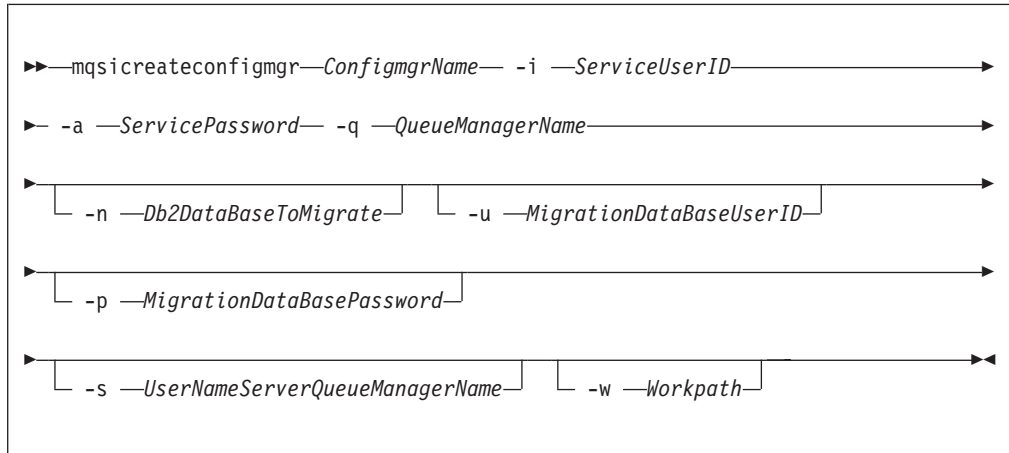 mqsicreateconfigmgr ConfigmgrName -i ServiceUserID
-a ServicePassword -q QueueManagerName
-n Db2DataBaseToMigrate -u MigrationDataBaseUserID
-p MigrationDataBasePassword
-s UserNameServerQueueManagerName -w Workpath